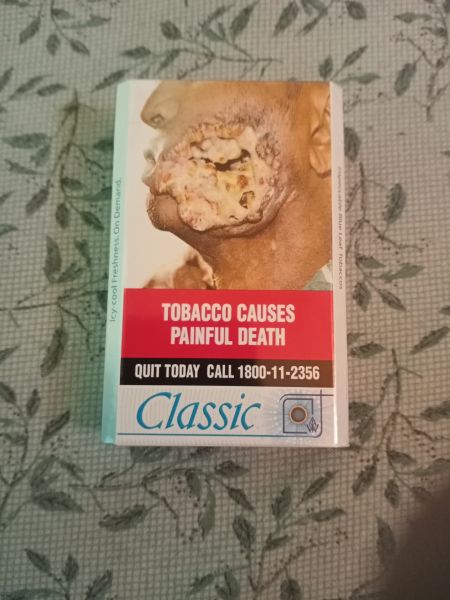 Icy-cool Freshness. On Demand.
TOBACCO CAUSES
PAINFUL DEATH
QUIT TODAY CALL 1800-11-2356
Classic